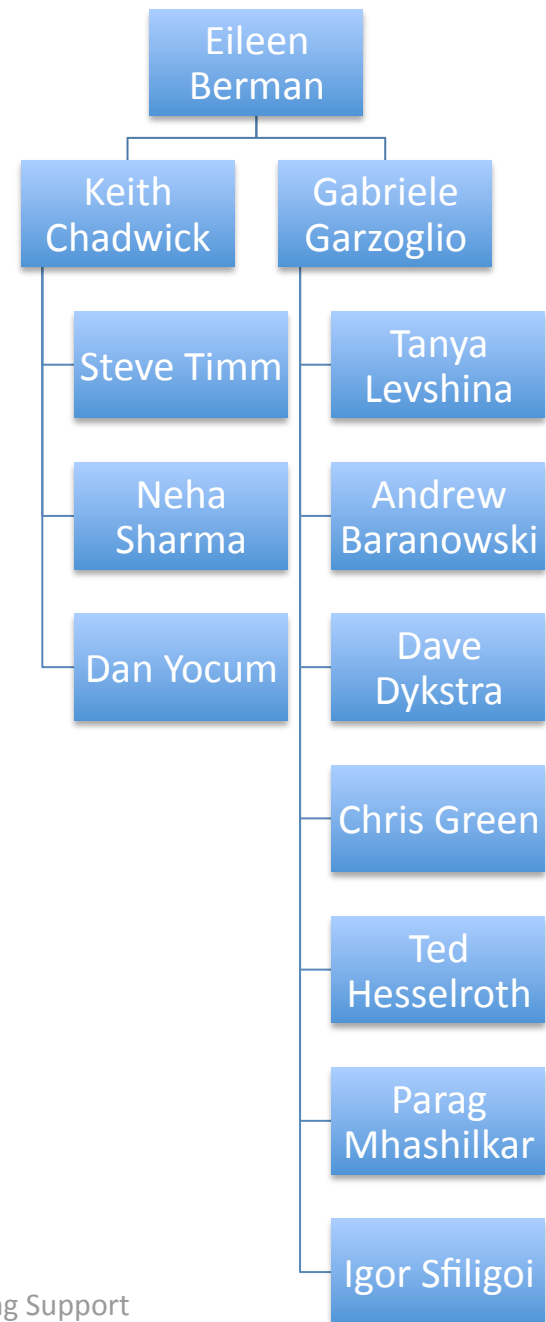 Eileen
Berman
Keith
Chadwick
Gabriele
Garzoglio
Steve Timm
Neha
Sharma
Dan Yocum
Tanya
Levshina
Andrew
Baranowski
Dave
Dykstra
Chris Green
Ted
Hesselroth
Parag
Mhashilkar
Igor Sfiligoi
Support